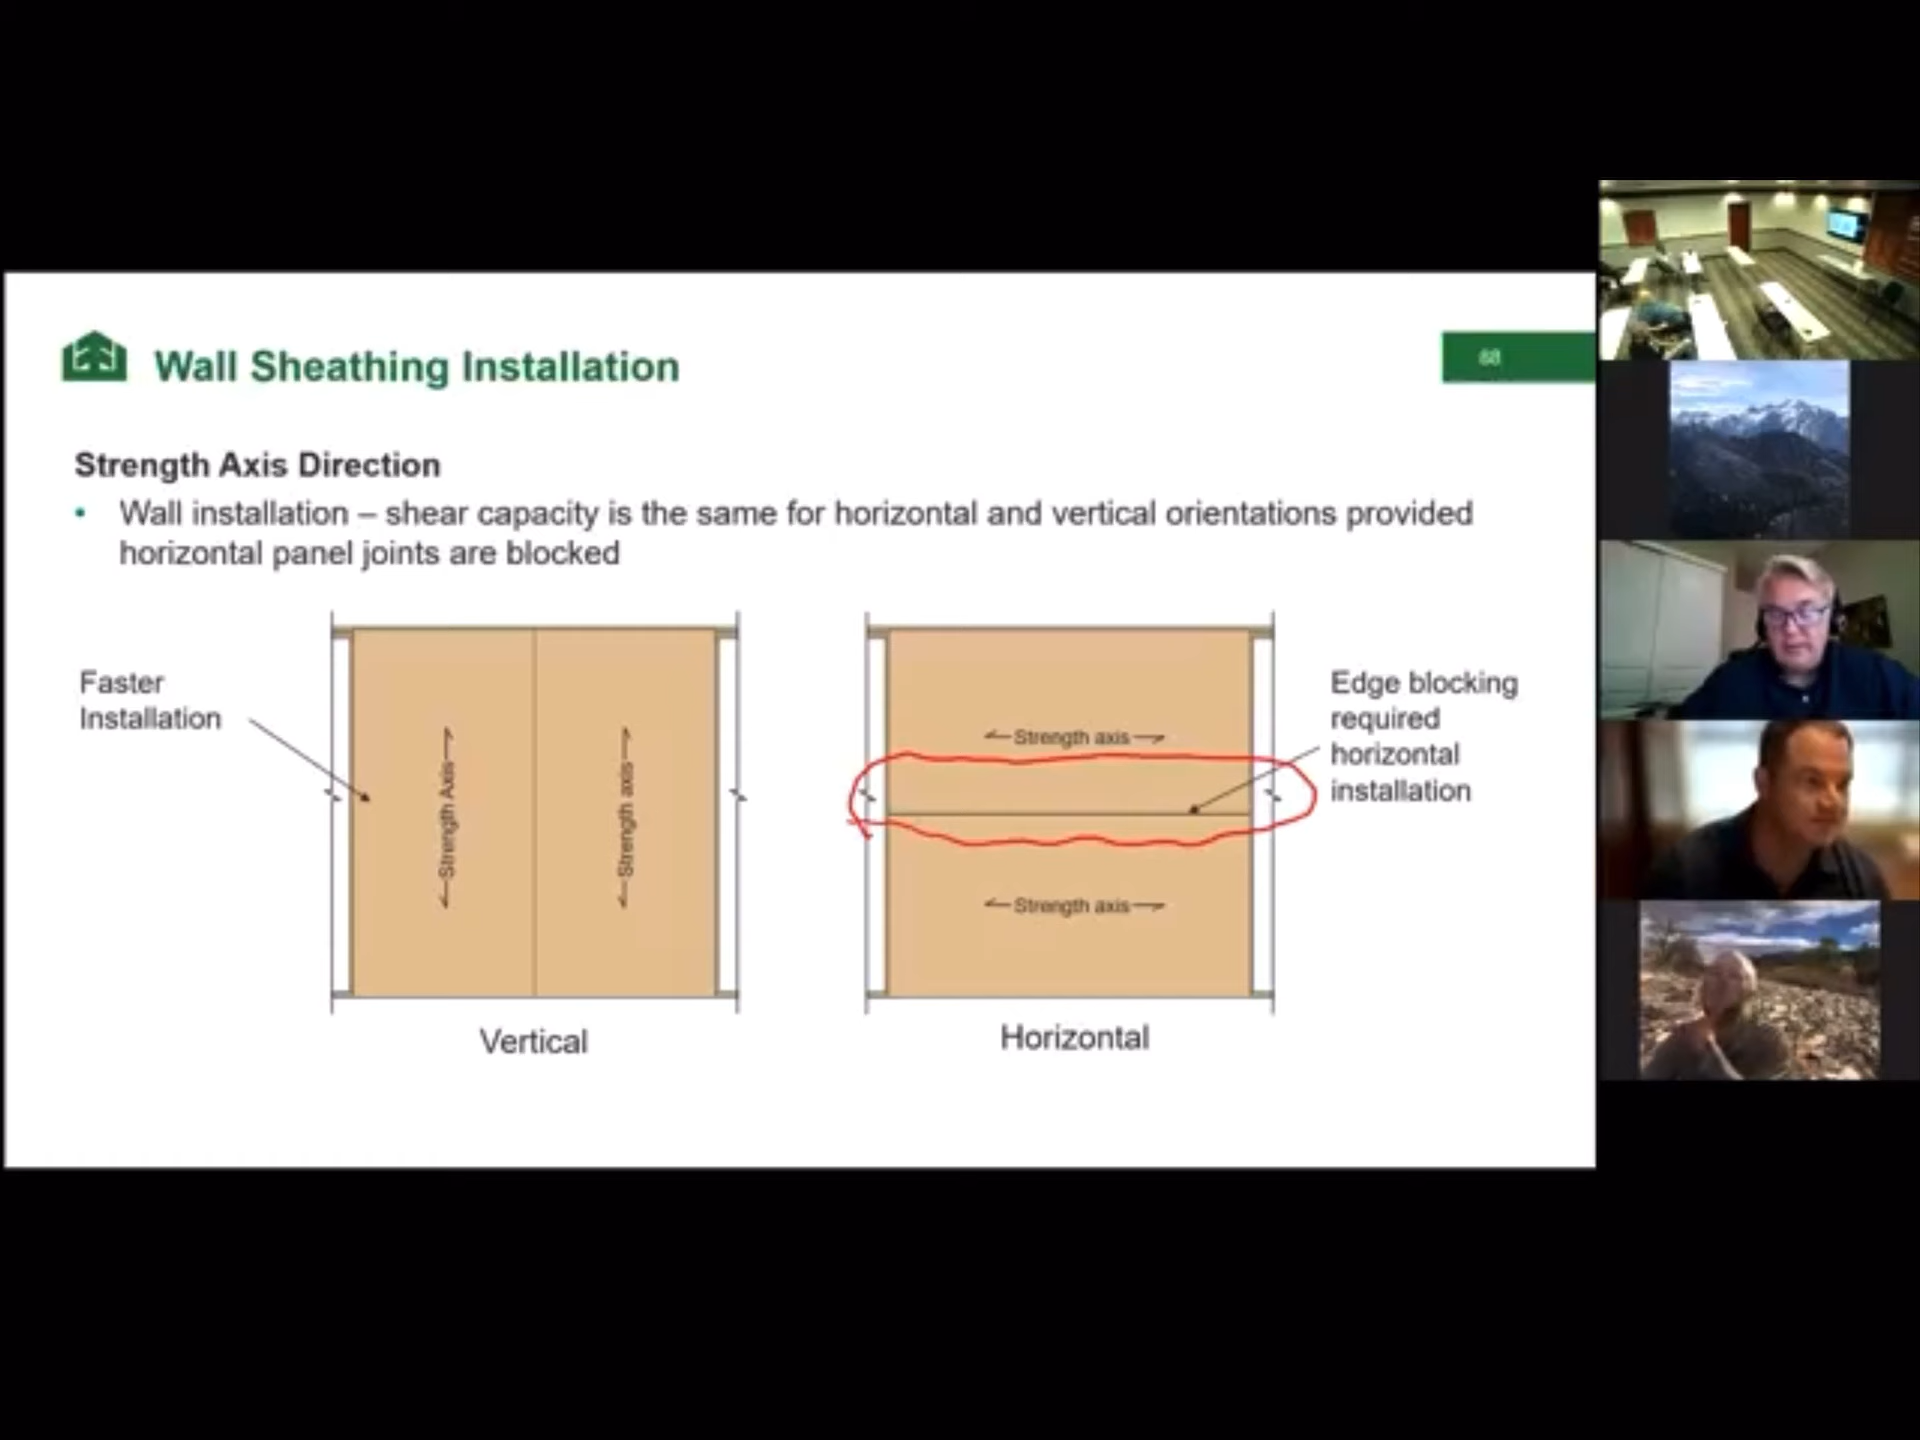 Wall Sheathing Installation
68
Strength Axis Direction
• Wall installation – shear capacity is the same for horizontal and vertical orientations provided
horizontal panel joints are blocked
Faster
Installation
Strength Axis
Strength axis
Vertical
Strength axis
Strength axis
Horizontal
Edge blocking
required
horizontal
installation